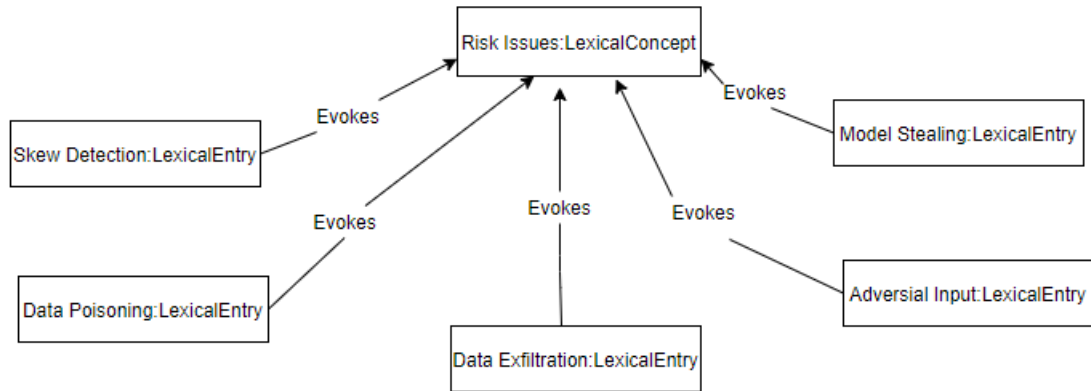 Risk Issues:LexicalConcept
Evokes
Evokes
Model Stealing:LexicalEntry
Skew Detection:LexicalEntry
Evokes
Evokes
Evokes
Adversial Input:LexicalEntry
Data Poisoning:LexicalEntry
Data Exfiltration:LexicalEntry